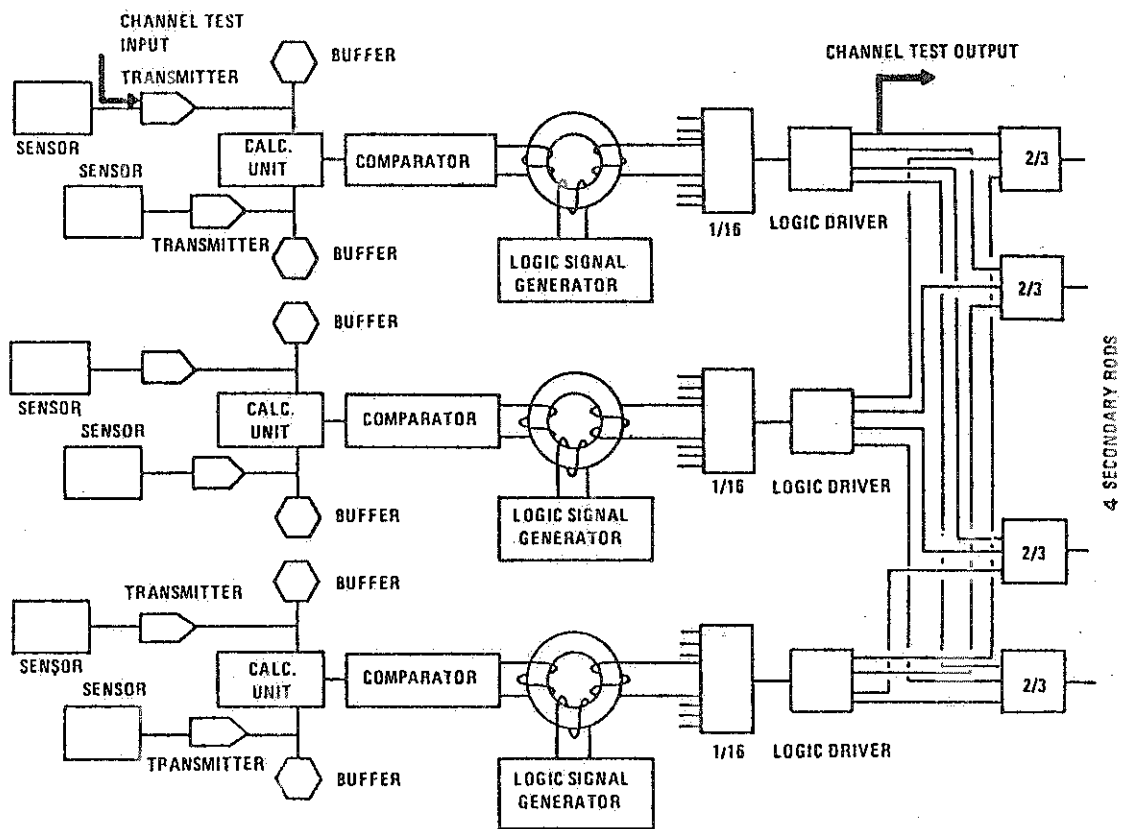 CHANNEL TEST
INPUT
TRANSMITTER
BUFFER
CHANNEL TEST OUTPUT
SENSOR
CALC.
UNIT
COMPARATOR
2/3
SENSOR
TRANSMITTER
BUFFER
LOGIC SIGNAL
GENERATOR
1/16
LOGIC DRIVER
2/3
BUFFER
SENSOR
CALC.
UNIT
COMPARATOR
SENSOR
BUFFER
LOGIC SIGNAL
GENERATOR
1/16
LOGIC DRIVER
4 SECONDARY RODS
2/3
TRANSMITTER
BUFFER
SENSOR
CALC.
UNIT
COMPARATOR
2/3
SENSOR
TRANSMITTER
BUFFER
LOGIC SIGNAL
GENERATOR
1/16
LOGIC DRIVER